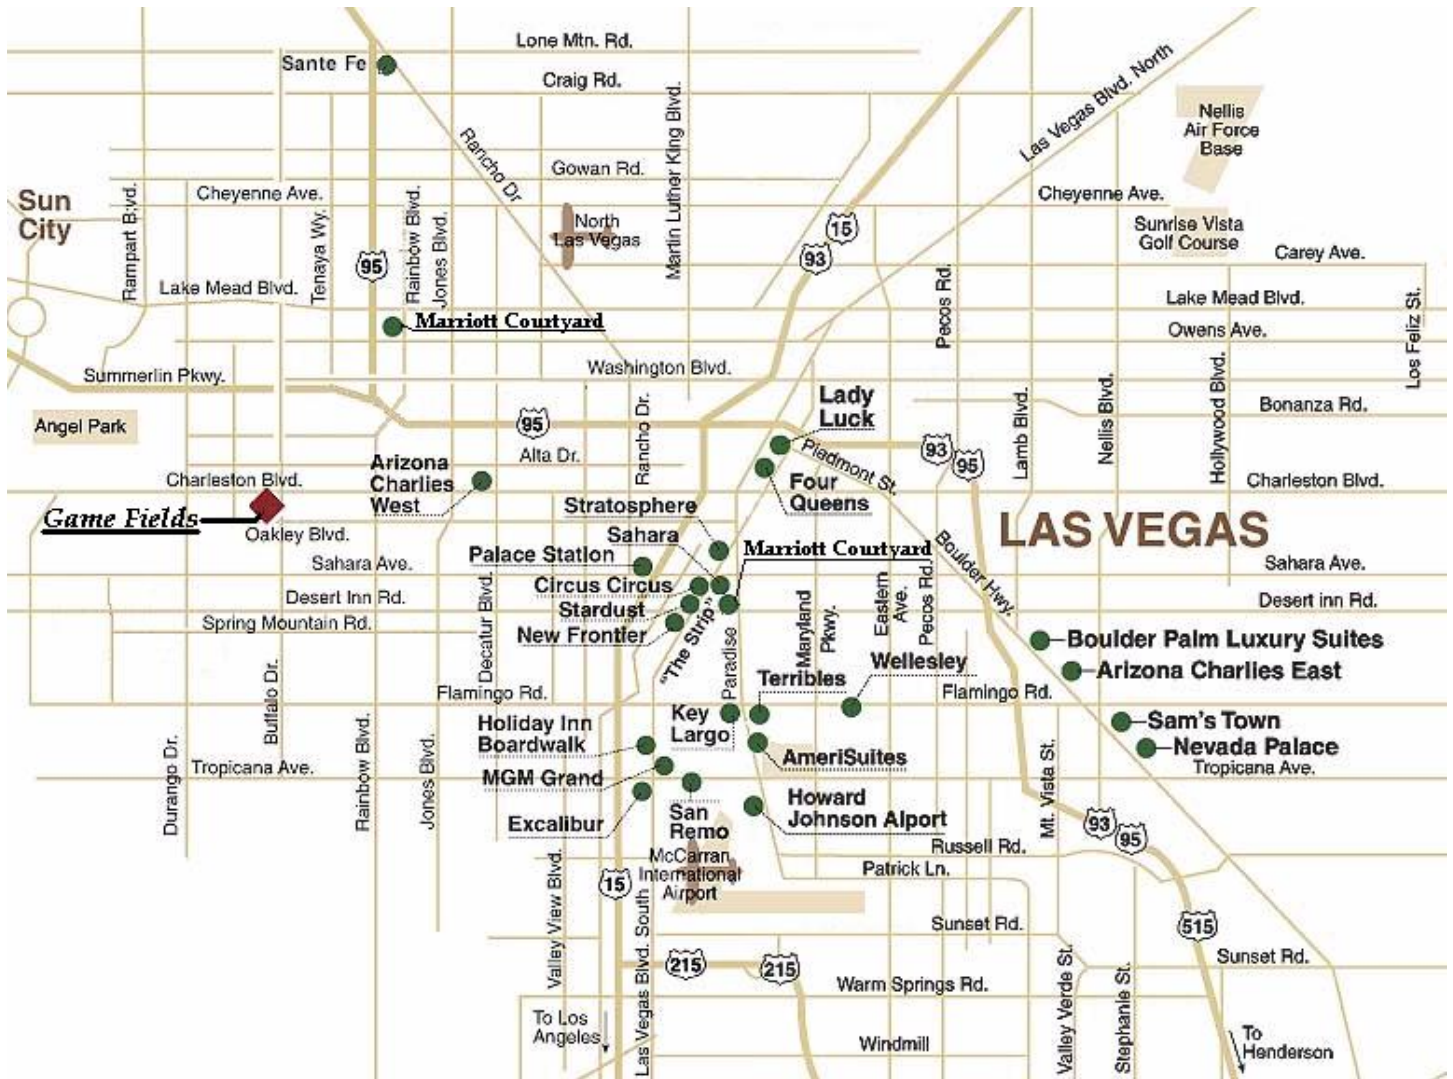 Lone Mtn. Rd.
Sante Fe
Craig Rd.
Las Vegas Blvd. North
Nellis
Air Force
Base
Martin Luther King Blvd.
Rancho Dr
Gowan Rd.
Sun
City
Cheyenne Ave.
Cheyenne Ave.
Rampart B:vd.
Tenaya Wy.
Rainbow Blvd.
Jones Blvd.
North
Las Vegas
15
93
Sunrise Vista
Golf Course
Carey Ave.
95
Lake Mead Blvd.
Lake Mead Blvd.
Pecos Rd.
Los Feliz St.
Marriott Courtyard
Owens Ave.
Summerlin Pkwy.
Washington Blvd.
Lady
Luck
Lamb Blvd.
Nellis Blvd.
Hollywood Blvd.
Bonanza Rd.
Angel Park
95
Rancho Dr.
93
95
Alta Dr.
Piedmont St.
Arizona
Charlies
West
Charleston Blvd.
Charleston Blvd.
Four
Queens
Game Fields
Stratosphere
Oakley Blvd.
Sahara
LAS VEGAS
Palace Station
Marriott Courtyard
Boulder Hwy.
Sahara Ave.
Sahara Ave.
Circus Circus
Desert Inn Rd.
Desert inn Rd.
Stardust
Spring Mountain Rd.
New Frontier
"The Strip"
Decatur Blvd.
Paradise
Maryland
Pkwy.
Eastern
Ave.
Pecos Rd.
Boulder Palm Luxury Suites
Wellesley
Arizona Charlies East
Terribles
Flamingo Rd.
Flamingo Rd.
Buffalo Dr.
Key
Largo
Holiday Inn
Boardwalk
Sam's Town
Nevada Palace
AmeriSuites
Tropicana Ave.
Tropicana Ave.
MGM Grand
Durango Dr.
Rainbow Blvd.
Jones Blvd.
Mt. Vista St.
Howard
Johnson Alport
Excalibur
San
Remo
93
95
Russell Rd.
McCarran
International
Airport
Patrick Ln.
15
Valley View Blvd.
Las Vegas Blvd. South
Sunset Rd.
515
Sunset Rd.
215
215
Warm Springs Rd.
Valley Verde St.
Stephanie St.
To Los
Angeles
Windmill
To
Henderson